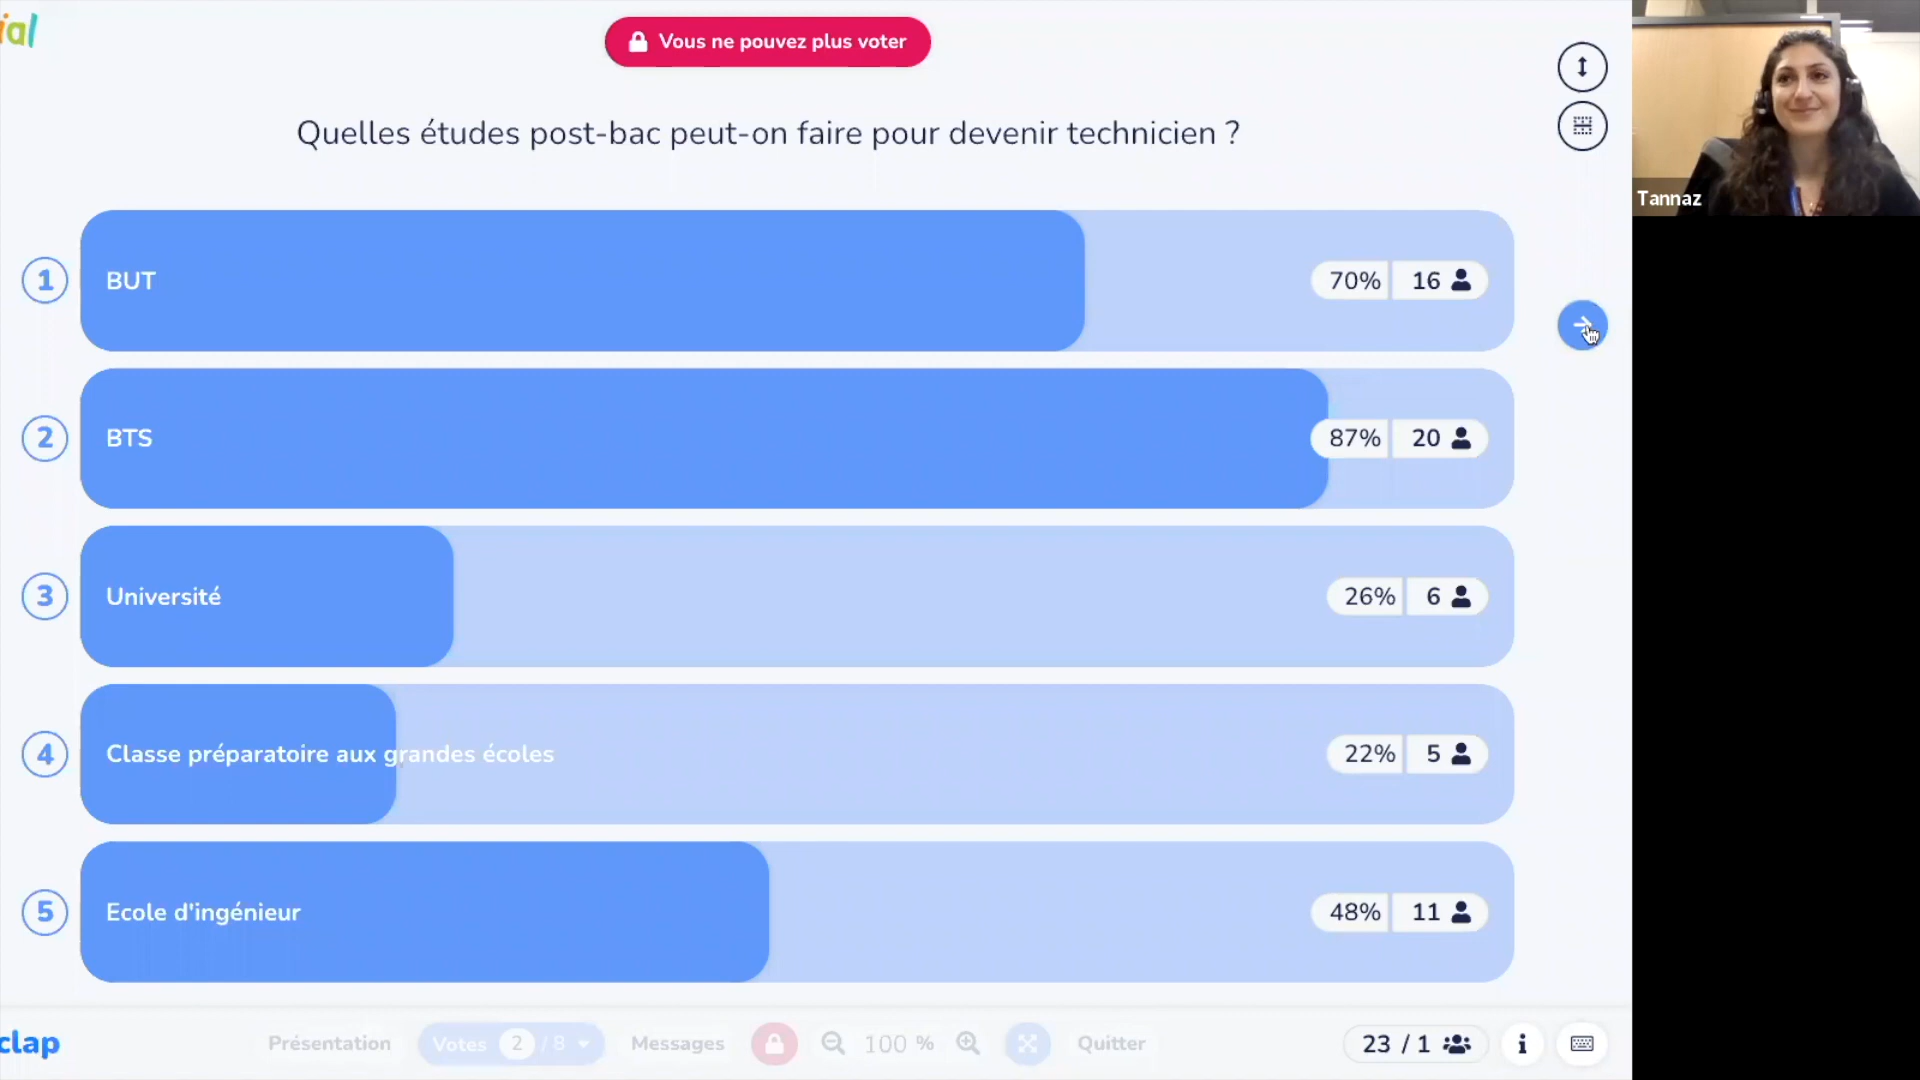 ial
Vous ne pouvez plus voter
Quelles études post-bac peut-on faire pour devenir technicien ?
Tannaz
1 BUT 70% 16
2 BTS 87% 20
3 Université 26% 6
4 Classe préparatoire aux grandes écoles 22% 5
5 Ecole d'ingénieur 48% 11
clap Présentation Votes 2 / 8 Messages 100 % Quitter 23 / 1 i